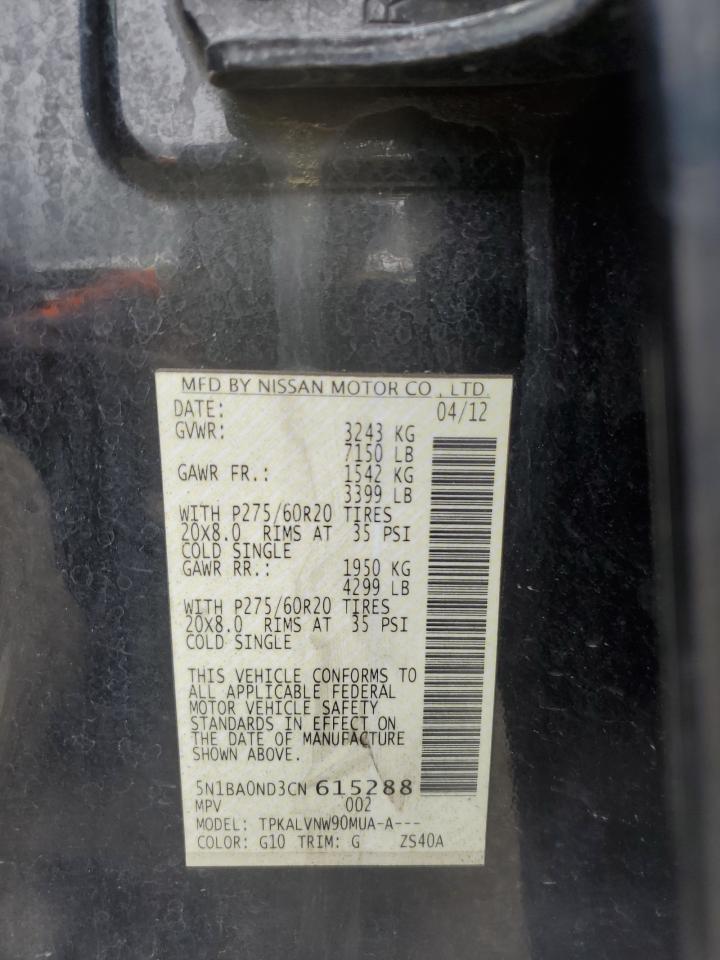 R
MFD BY NISSAN MOTOR CO., LTD.
DATE: 04/12
GVWR: 3243 KG
7150 LB
GAWR FR.: 1542 KG
3399 LB
WITH P275/60R20 TIRES
20X8.0 RIMS AT 35 PSI
COLD SINGLE
GAWR RR.: 1950 KG
4299 LB
WITH P275/60R20 TIRES
20X8.0 RIMS AT 35 PSI
COLD SINGLE
THIS VEHICLE CONFORMS TO
ALL APPLICABLE FEDERAL
MOTOR VEHICLE SAFETY
STANDARDS IN EFFECT ON
THE DATE OF MANUFACTURE
SHOWN ABOVE.
5N1BA0ND3CN 615288
MPV 002
MODEL: TPKALVNW90MUA-A---
COLOR: G10 TRIM: G ZS40A